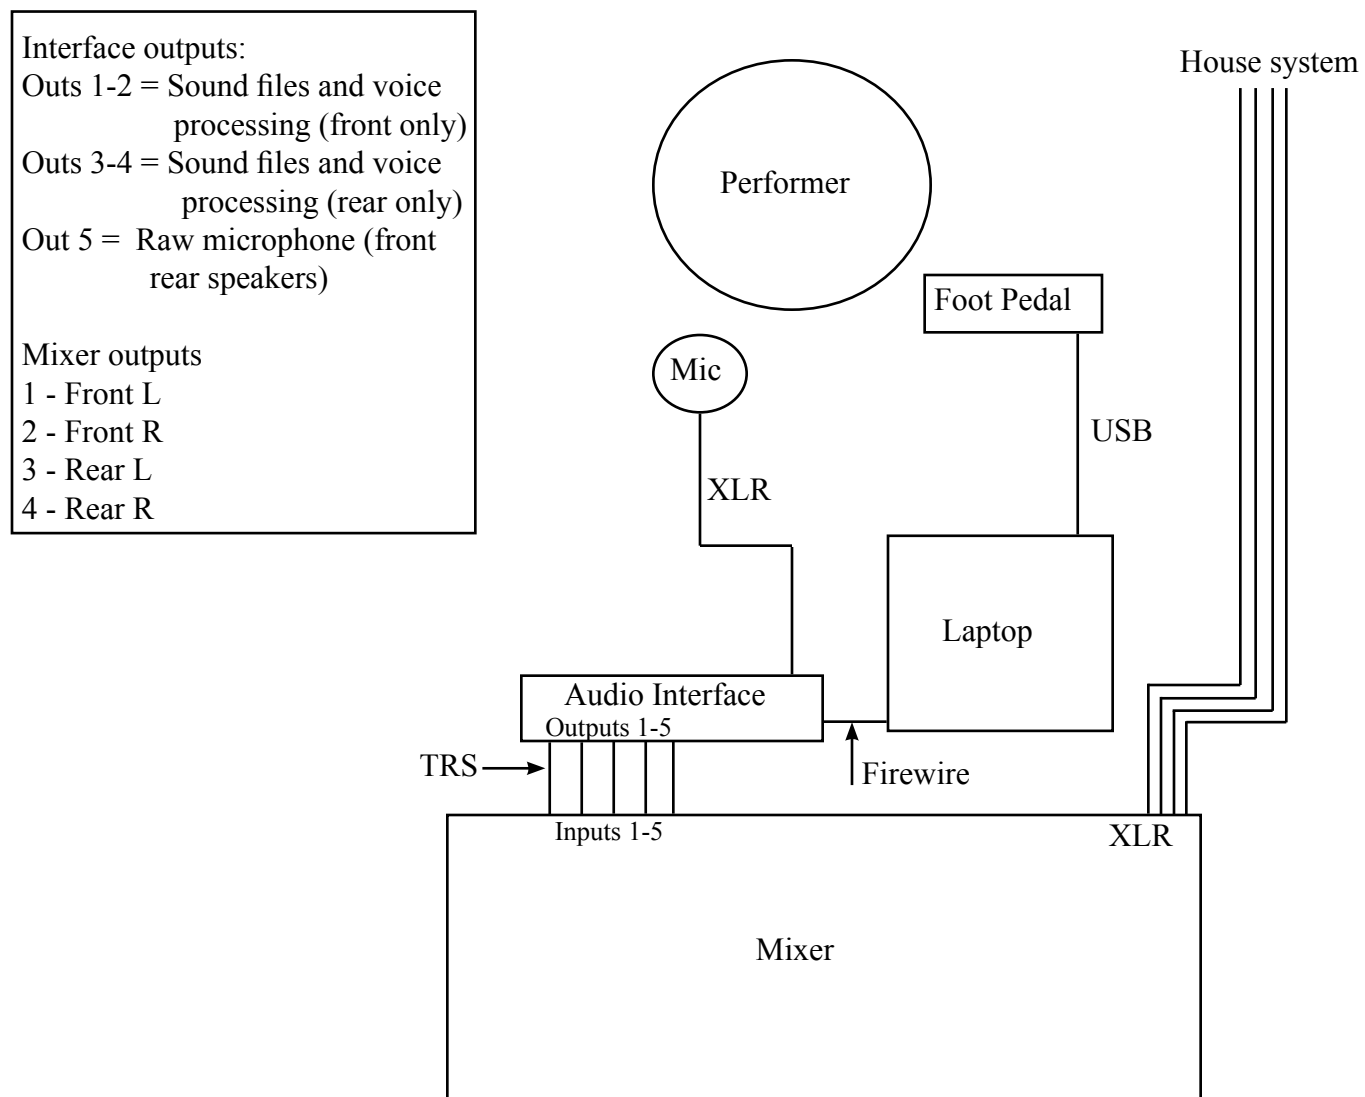 Interface outputs:
Outs 1-2 = Sound files and voice
processing (front only)
Outs 3-4 = Sound files and voice
processing (rear only)
Out 5 =  Raw microphone (front
rear speakers)
Mixer outputs
1 - Front L
2 - Front R
3 - Rear L
4 - Rear R
House system
Performer
Foot Pedal
Mic
USB
XLR
Laptop
Audio Interface
Outputs 1-5
TRS
Firewire
Inputs 1-5
XLR
Mixer